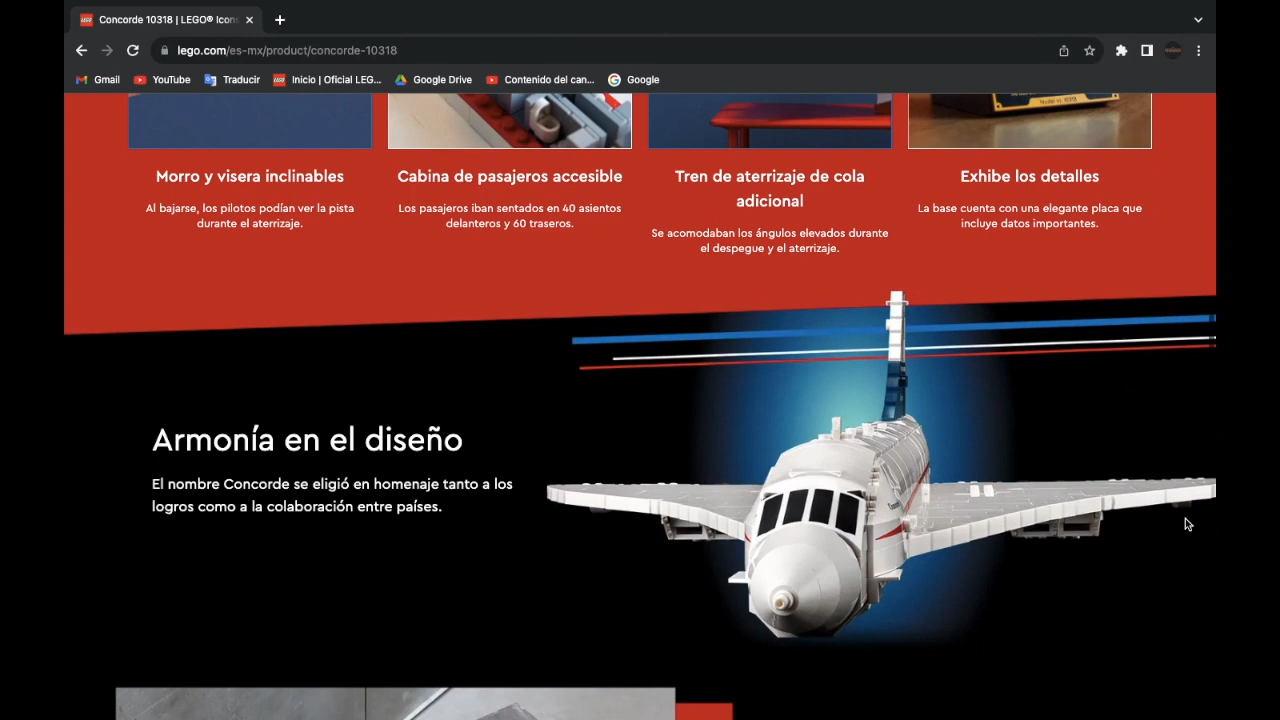 Concorde 10318 | LEGO® Icons
lego.com/es-mx/product/concorde-10318
Gmail
YouTube
Traducir
Inicio | Oficial LEG...
Google Drive
Contenido del can...
Google
Model nr. 10318
Morro y visera inclinables
Al bajarse, los pilotos podían ver la pista
durante el aterrizaje.
Cabina de pasajeros accesible
Los pasajeros iban sentados en 40 asientos
delanteros y 60 traseros.
Tren de aterrizaje de cola
adicional
Se acomodaban los ángulos elevados durante
el despegue y el aterrizaje.
Exhibe los detalles
La base cuenta con una elegante placa que
incluye datos importantes.
Armonía en el diseño
El nombre Concorde se eligió en homenaje tanto a los
logros como a la colaboración entre países.